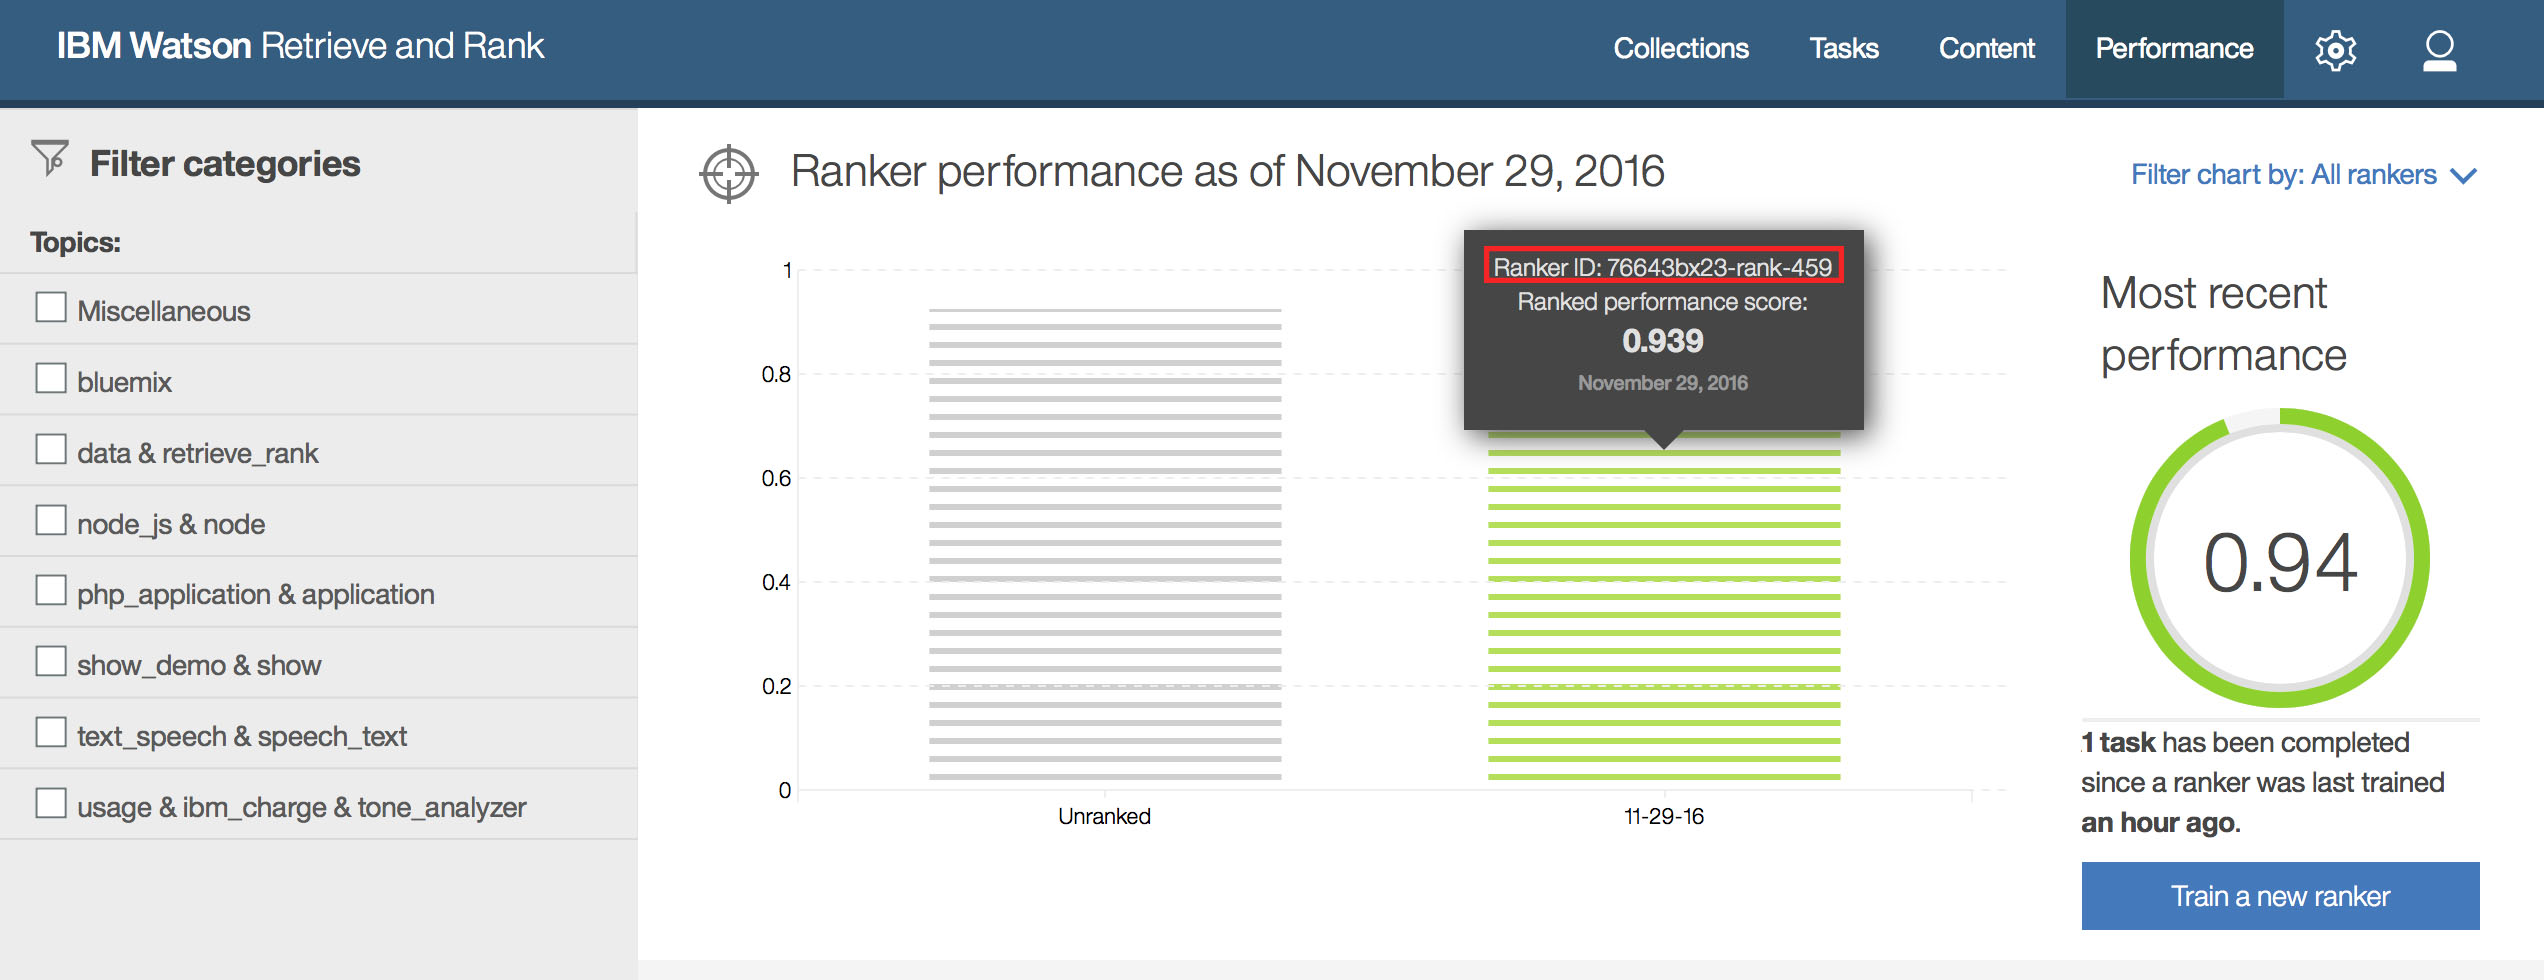 IBM Watson Retrieve and Rank
Collections
Tasks
Content
Performance
Filter categories
Topics:
Miscellaneous
bluemix
data & retrieve_rank
node_js & node
php_application & application
show_demo & show
text_speech & speech_text
usage & ibm_charge & tone_analyzer
Ranker performance as of November 29, 2016
Filter chart by: All rankers
1
0.8
0.6
0.4
0.2
0
Ranker ID: 76643bx23-rank-459
Ranked performance score:
0.939
November 29, 2016
Unranked
11-29-16
Most recent
performance
0.94
1 task has been completed
since a ranker was last trained
an hour ago.
Train a new ranker